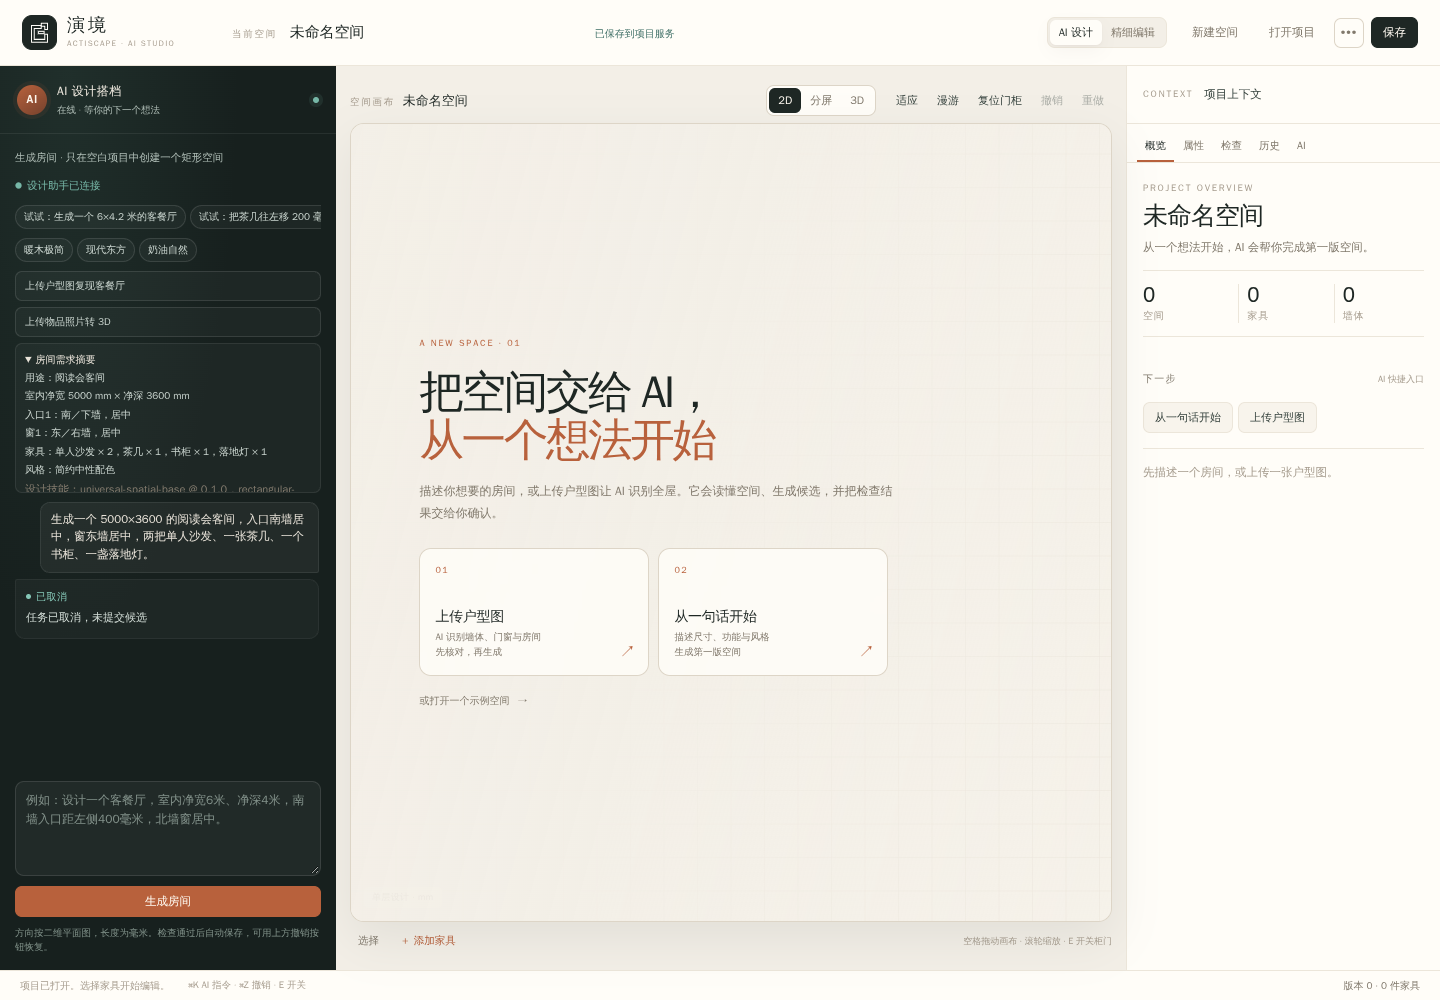 演境
ACTISCAPE · AI STUDIO
当前空间 未命名空间
已保存到项目服务
AI 设计 精细编辑 新建空间 打开项目 ••• 保存
AI AI 设计搭档
在线 · 等你的下一个想法
生成房间 · 只在空白项目中创建一个矩形空间
设计助手已连接
试试：生成一个 6×4.2 米的客餐厅 试试：把茶几往左移 200 毫
暖木极简 现代东方 奶油自然
上传户型图复现客餐厅
上传物品照片转 3D
▼ 房间需求摘要
用途：阅读会客间
室内净宽 5000 mm × 净深 3600 mm
入口1：南／下墙，居中
窗1：东／右墙，居中
家具：单人沙发 × 2，茶几 × 1，书柜 × 1，落地灯 × 1
风格：简约中性配色
设计技能：universal-spatial-base @ 0.1.0，rectangular-
生成一个 5000×3600 的阅读会客间，入口南墙居
中，窗东墙居中，两把单人沙发、一张茶几、一个
书柜、一盏落地灯。
已取消
任务已取消，未提交候选
例如：设计一个客餐厅，室内净宽6米、净深4米，南
墙入口距左侧400毫米，北墙窗居中。
生成房间
方向按二维平面图，长度为毫米。检查通过后自动保存，可用上方撤销按
钮恢复。
空间画布 未命名空间
2D 分屏 3D 适应 漫游 复位门柜 撤销 重做
A NEW SPACE · 01
把空间交给 AI，
从一个想法开始
描述你想要的房间，或上传户型图让 AI 识别全屋。它会读懂空间、生成候选，并把检查结
果交给你确认。
01
上传户型图
AI 识别墙体、门窗与房间
先核对，再生成
↗
02
从一句话开始
描述尺寸、功能与风格
生成第一版空间
↗
或打开一个示例空间 →
选择 ＋ 添加家具
空格拖动画布 · 滚轮缩放 · E 开关柜门
CONTEXT 项目上下文
概览 属性 检查 历史 AI
PROJECT OVERVIEW
未命名空间
从一个想法开始，AI 会帮你完成第一版空间。
0 0 0
空间 家具 墙体
下一步 AI 快捷入口
从一句话开始 上传户型图
先描述一个房间，或上传一张户型图。
项目已打开。选择家具开始编辑。 ⌘K AI 指令 · ⌘Z 撤销 · E 开关
版本 0 · 0 件家具